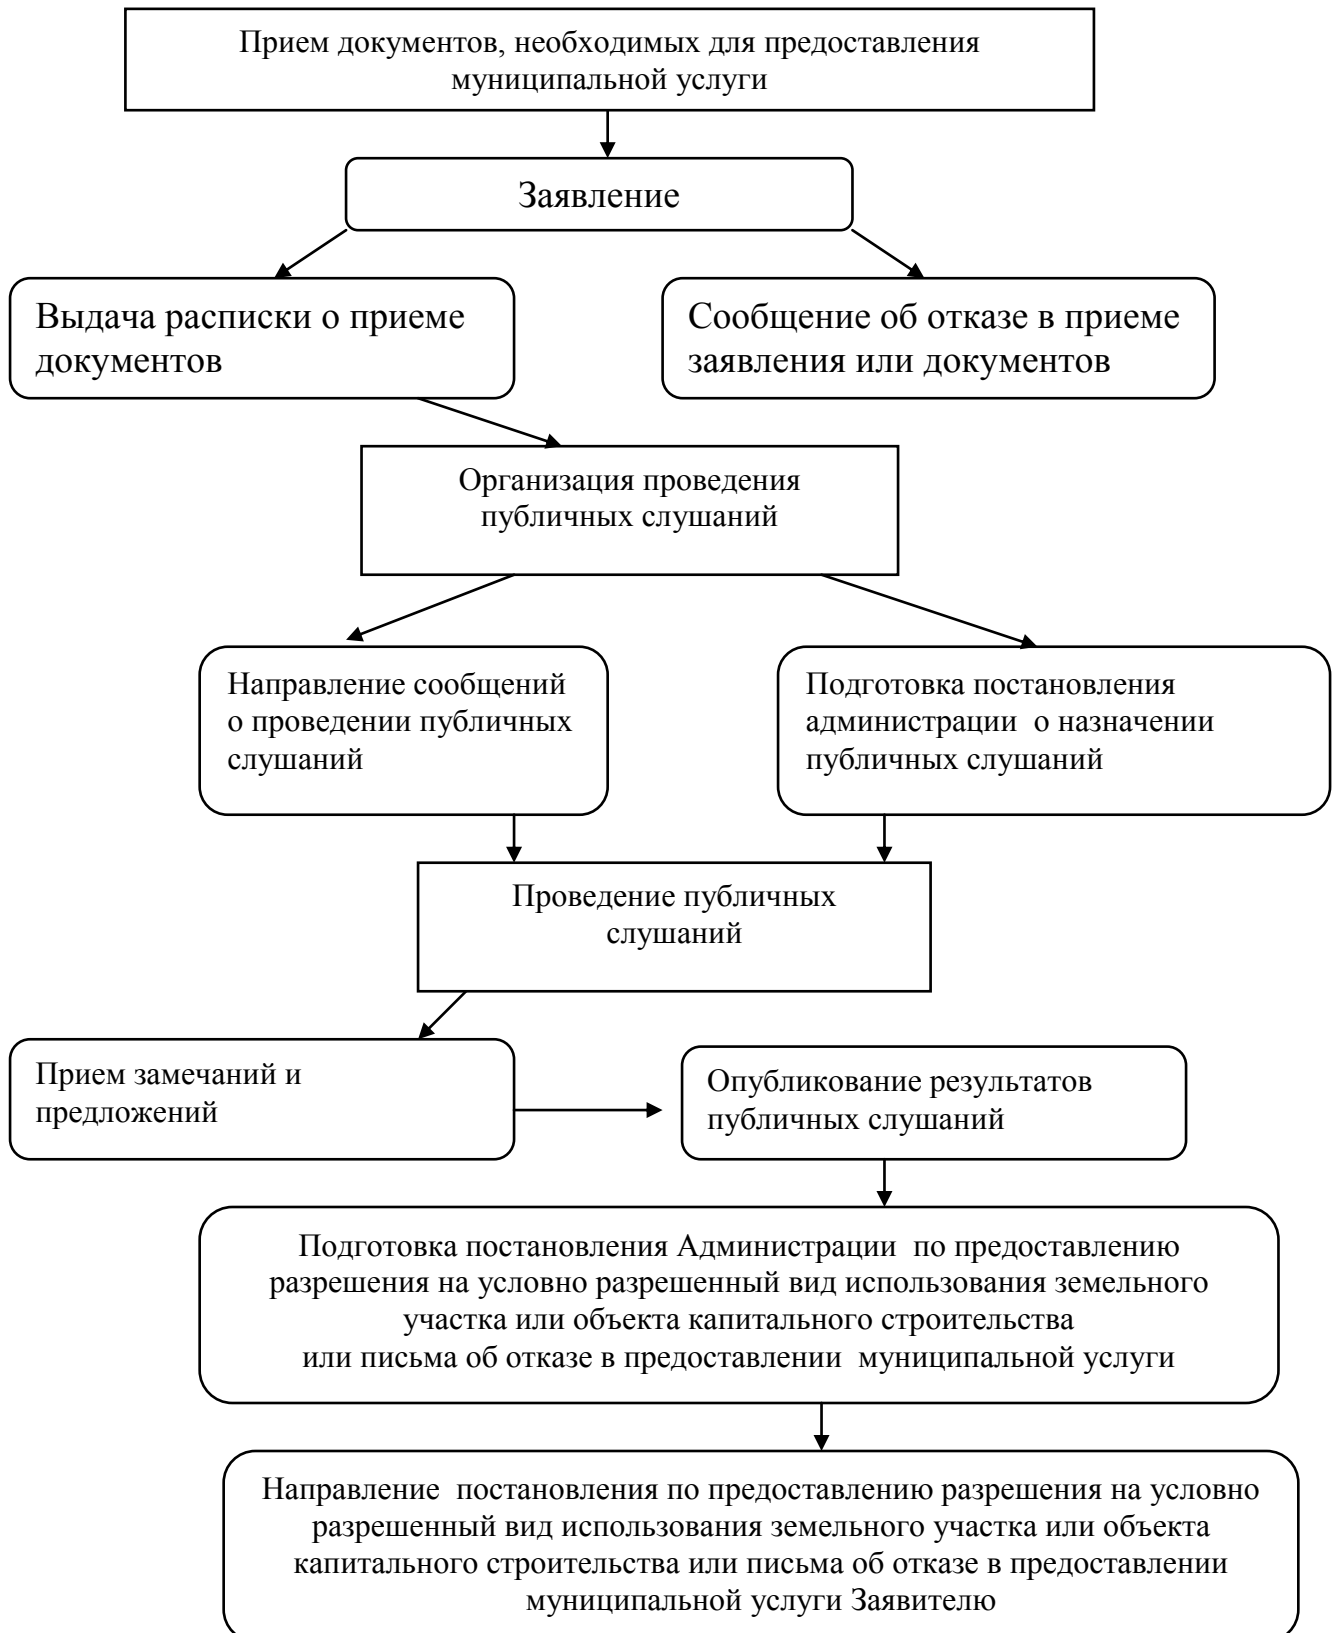 Прием документов, необходимых для предоставления
муниципальной услуги
Заявление
Выдача расписки о приеме
документов
Сообщение об отказе в приеме
заявления или документов
Организация проведения
публичных слушаний
Направление сообщений
о проведении публичных
слушаний
Подготовка постановления
администрации  о назначении
публичных слушаний
Проведение публичных
слушаний
Прием замечаний и
предложений
Опубликование результатов
публичных слушаний
Подготовка постановления Администрации  по предоставлению
разрешения на условно разрешенный вид использования земельного
участка или объекта капитального строительства
или письма об отказе в предоставлении  муниципальной услуги
Направление  постановления по предоставлению разрешения на условно
разрешенный вид использования земельного участка или объекта
капитального строительства или письма об отказе в предоставлении
муниципальной услуги Заявителю